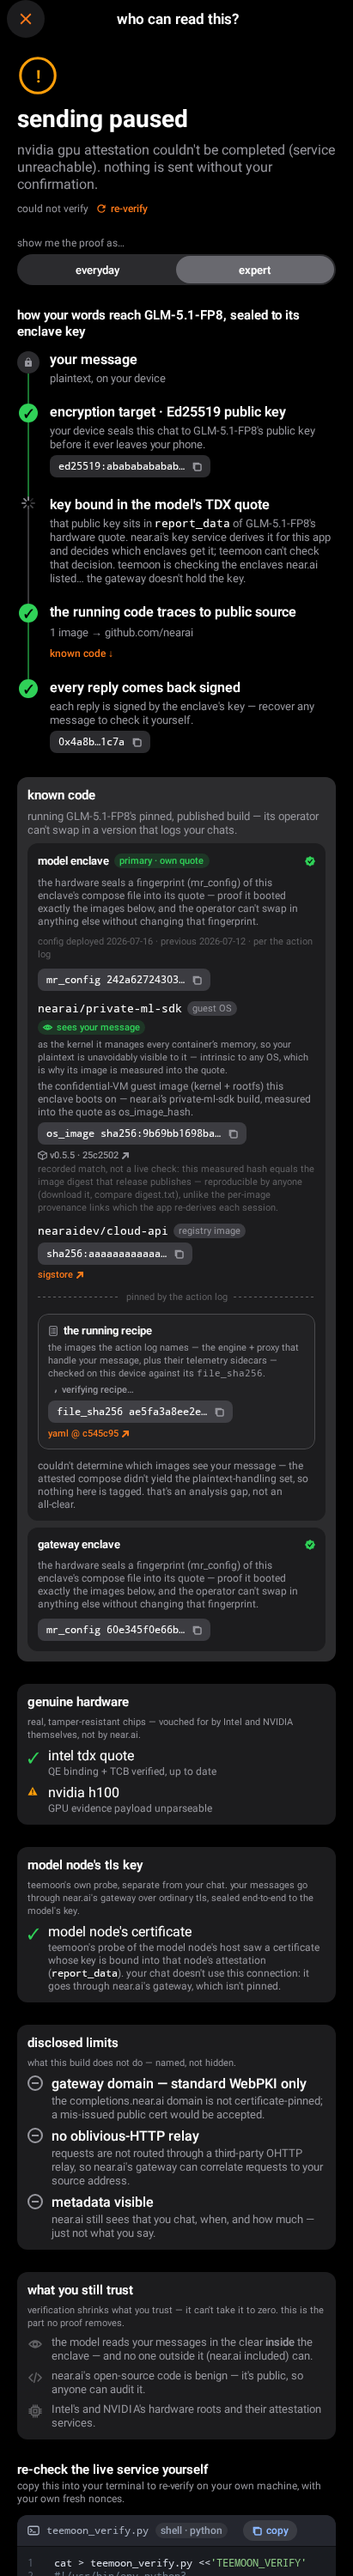 who can read this?
sending paused
nvidia gpu attestation couldn't be completed (service
unreachable). nothing is sent without your
confirmation.
could not verify re-verify
show me the proof as…
everyday expert
how your words reach GLM-5.1-FP8, sealed to its
enclave key
your message
plaintext, on your device
encryption target · Ed25519 public key
your device seals this chat to GLM-5.1-FP8's public key
before it ever leaves your phone.
ed25519:abababababab…
key bound in the model's TDX quote
that public key sits in report_data of GLM-5.1-FP8's
hardware quote. near.ai's key service derives it for this app
and decides which enclaves get it; teemoon can't check
that decision. teemoon is checking the enclaves near.ai
listed… the gateway doesn't hold the key.
the running code traces to public source
1 image → github.com/nearai
known code ↓
every reply comes back signed
each reply is signed by the enclave's key — recover any
message to check it yourself.
0x4a8b…1c7a
known code
running GLM-5.1-FP8's pinned, published build — its operator
can't swap in a version that logs your chats.
model enclave primary · own quote
the hardware seals a fingerprint (mr_config) of this
enclave's compose file into its quote — proof it booted
exactly the images below, and the operator can't swap in
anything else without changing that fingerprint.
config deployed 2026-07-16 · previous 2026-07-12 · per the action
log
mr_config 242a62724303…
nearai/private-ml-sdk guest OS
sees your message
as the kernel it manages every container's memory, so your
plaintext is unavoidably visible to it — intrinsic to any OS, which
is why its image is measured into the quote.
the confidential-VM guest image (kernel + rootfs) this
enclave boots on — near.ai's private-ml-sdk build, measured
into the quote as os_image_hash.
os_image sha256:9b69bb1698ba…
v0.5.5 · 25c2502
recorded match, not a live check: this measured hash equals the
image digest that release publishes — reproducible by anyone
(download it, compare digest.txt), unlike the per-image
provenance links which the app re-derives each session.
nearaidev/cloud-api registry image
sha256:aaaaaaaaaaaa…
sigstore
pinned by the action log
the running recipe
the images the action log names — the engine + proxy that
handle your message, plus their telemetry sidecars —
checked on this device against its file_sha256.
verifying recipe…
file_sha256 ae5fa3a8ee2e…
yaml @ c545c95
couldn't determine which images see your message — the
attested compose didn't yield the plaintext-handling set, so
nothing here is tagged. that's an analysis gap, not an
all-clear.
gateway enclave
the hardware seals a fingerprint (mr_config) of this
enclave's compose file into its quote — proof it booted
exactly the images below, and the operator can't swap in
anything else without changing that fingerprint.
mr_config 60e345f0e66b…
genuine hardware
real, tamper-resistant chips — vouched for by Intel and NVIDIA
themselves, not by near.ai.
intel tdx quote
QE binding + TCB verified, up to date
nvidia h100
GPU evidence payload unparseable
model node's tls key
teemoon's own probe, separate from your chat. your messages go
through near.ai's gateway over ordinary tls, sealed end-to-end to the
model's key.
model node's certificate
teemoon's probe of the model node's host saw a certificate
whose key is bound into that node's attestation
(report_data). your chat doesn't use this connection: it
goes through near.ai's gateway, which isn't pinned.
disclosed limits
what this build does not do — named, not hidden.
gateway domain — standard WebPKI only
the completions.near.ai domain is not certificate-pinned;
a mis-issued public cert would be accepted.
no oblivious-HTTP relay
requests are not routed through a third-party OHTTP
relay, so near.ai's gateway can correlate requests to your
source address.
metadata visible
near.ai still sees that you chat, when, and how much —
just not what you say.
what you still trust
verification shrinks what you trust — it can't take it to zero. this is the
part no proof removes.
the model reads your messages in the clear inside the
enclave — and no one outside it (near.ai included) can.
near.ai's open-source code is benign — it's public, so
anyone can audit it.
Intel's and NVIDIA's hardware roots and their attestation
services.
re-check the live service yourself
copy this into your terminal to re-verify on your own machine, with
your own fresh nonces.
teemoon_verify.py shell · python copy
1 cat > teemoon_verify.py <<'TEEMOON_VERIFY'
2 #!/usr/bin/env python3